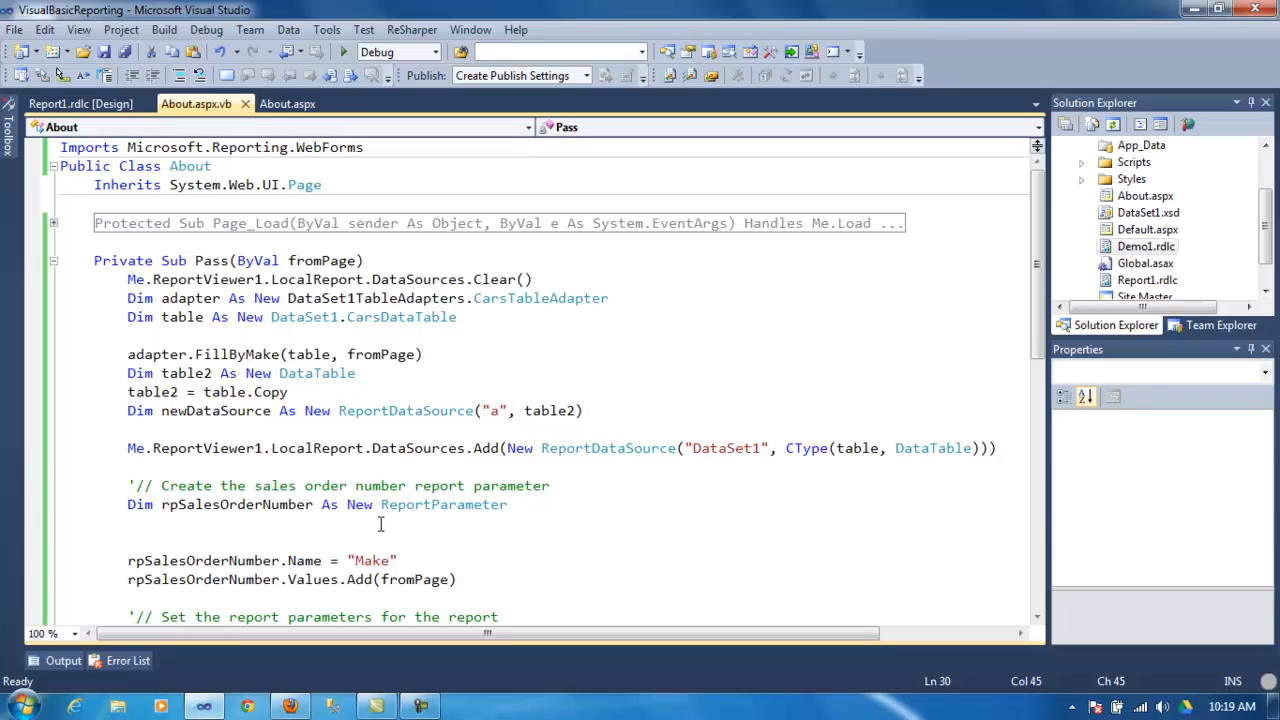 VisualBasicReporting - Microsoft Visual Studio
File Edit View Project Build Debug Team Data Tools Test ReSharper Window Help
Debug
Publish: Create Publish Settings
Report1.rdlc [Design] About.aspx.vb About.aspx
About Pass
Imports Microsoft.Reporting.WebForms
Public Class About
Inherits System.Web.UI.Page
Protected Sub Page_Load(ByVal sender As Object, ByVal e As System.EventArgs) Handles Me.Load ...
Private Sub Pass(ByVal fromPage)
Me.ReportViewer1.LocalReport.DataSources.Clear()
Dim adapter As New DataSet1TableAdapters.CarsTableAdapter
Dim table As New DataSet1.CarsDataTable
adapter.FillByMake(table, fromPage)
Dim table2 As New DataTable
table2 = table.Copy
Dim newDataSource As New ReportDataSource("a", table2)
Me.ReportViewer1.LocalReport.DataSources.Add(New ReportDataSource("DataSet1", CType(table, DataTable)))
'// Create the sales order number report parameter
Dim rpSalesOrderNumber As New ReportParameter
rpSalesOrderNumber.Name = "Make"
rpSalesOrderNumber.Values.Add(fromPage)
'// Set the report parameters for the report
100 %
Toolbox
Solution Explorer
App_Data
Scripts
Styles
About.aspx
DataSet1.xsd
Default.aspx
Demo1.rdlc
Global.asax
Report1.rdlc
Site Master
Solution Explorer Team Explorer
Properties
Output Error List
Ready Ln 30 Col 45 Ch 45 INS
10:19 AM